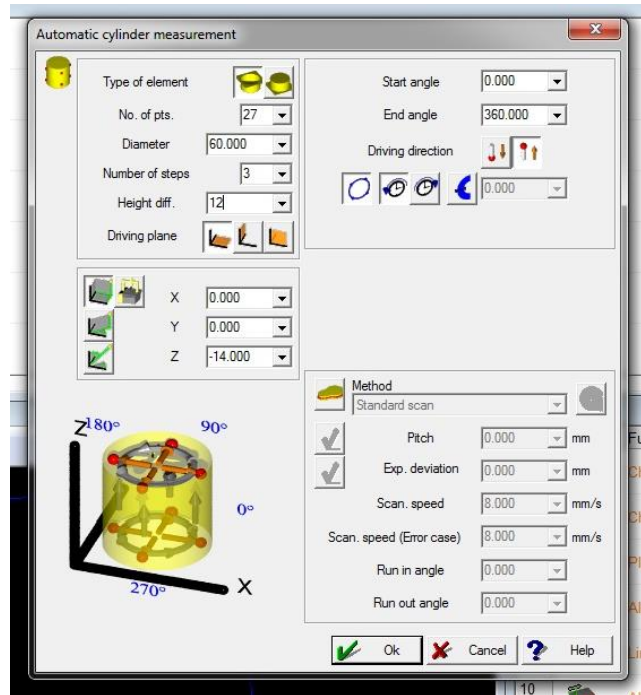 Automatic cylinder measurement
Type of element
No. of pts. 27
Diameter 60.000
Number of steps 3
Height diff. 12
Driving plane
Start angle 0.000
End angle 360.000
Driving direction
0.000
X 0.000
Y 0.000
Z -14.000
Z
180°
90°
0°
270°
X
Method
Standard scan
Pitch 0.000 mm
Exp. deviation 0.000 mm
Scan. speed 8.000 mm/s
Scan. speed (Error case) 8.000 mm/s
Run in angle 0.000
Run out angle 0.000
Ok Cancel Help
10